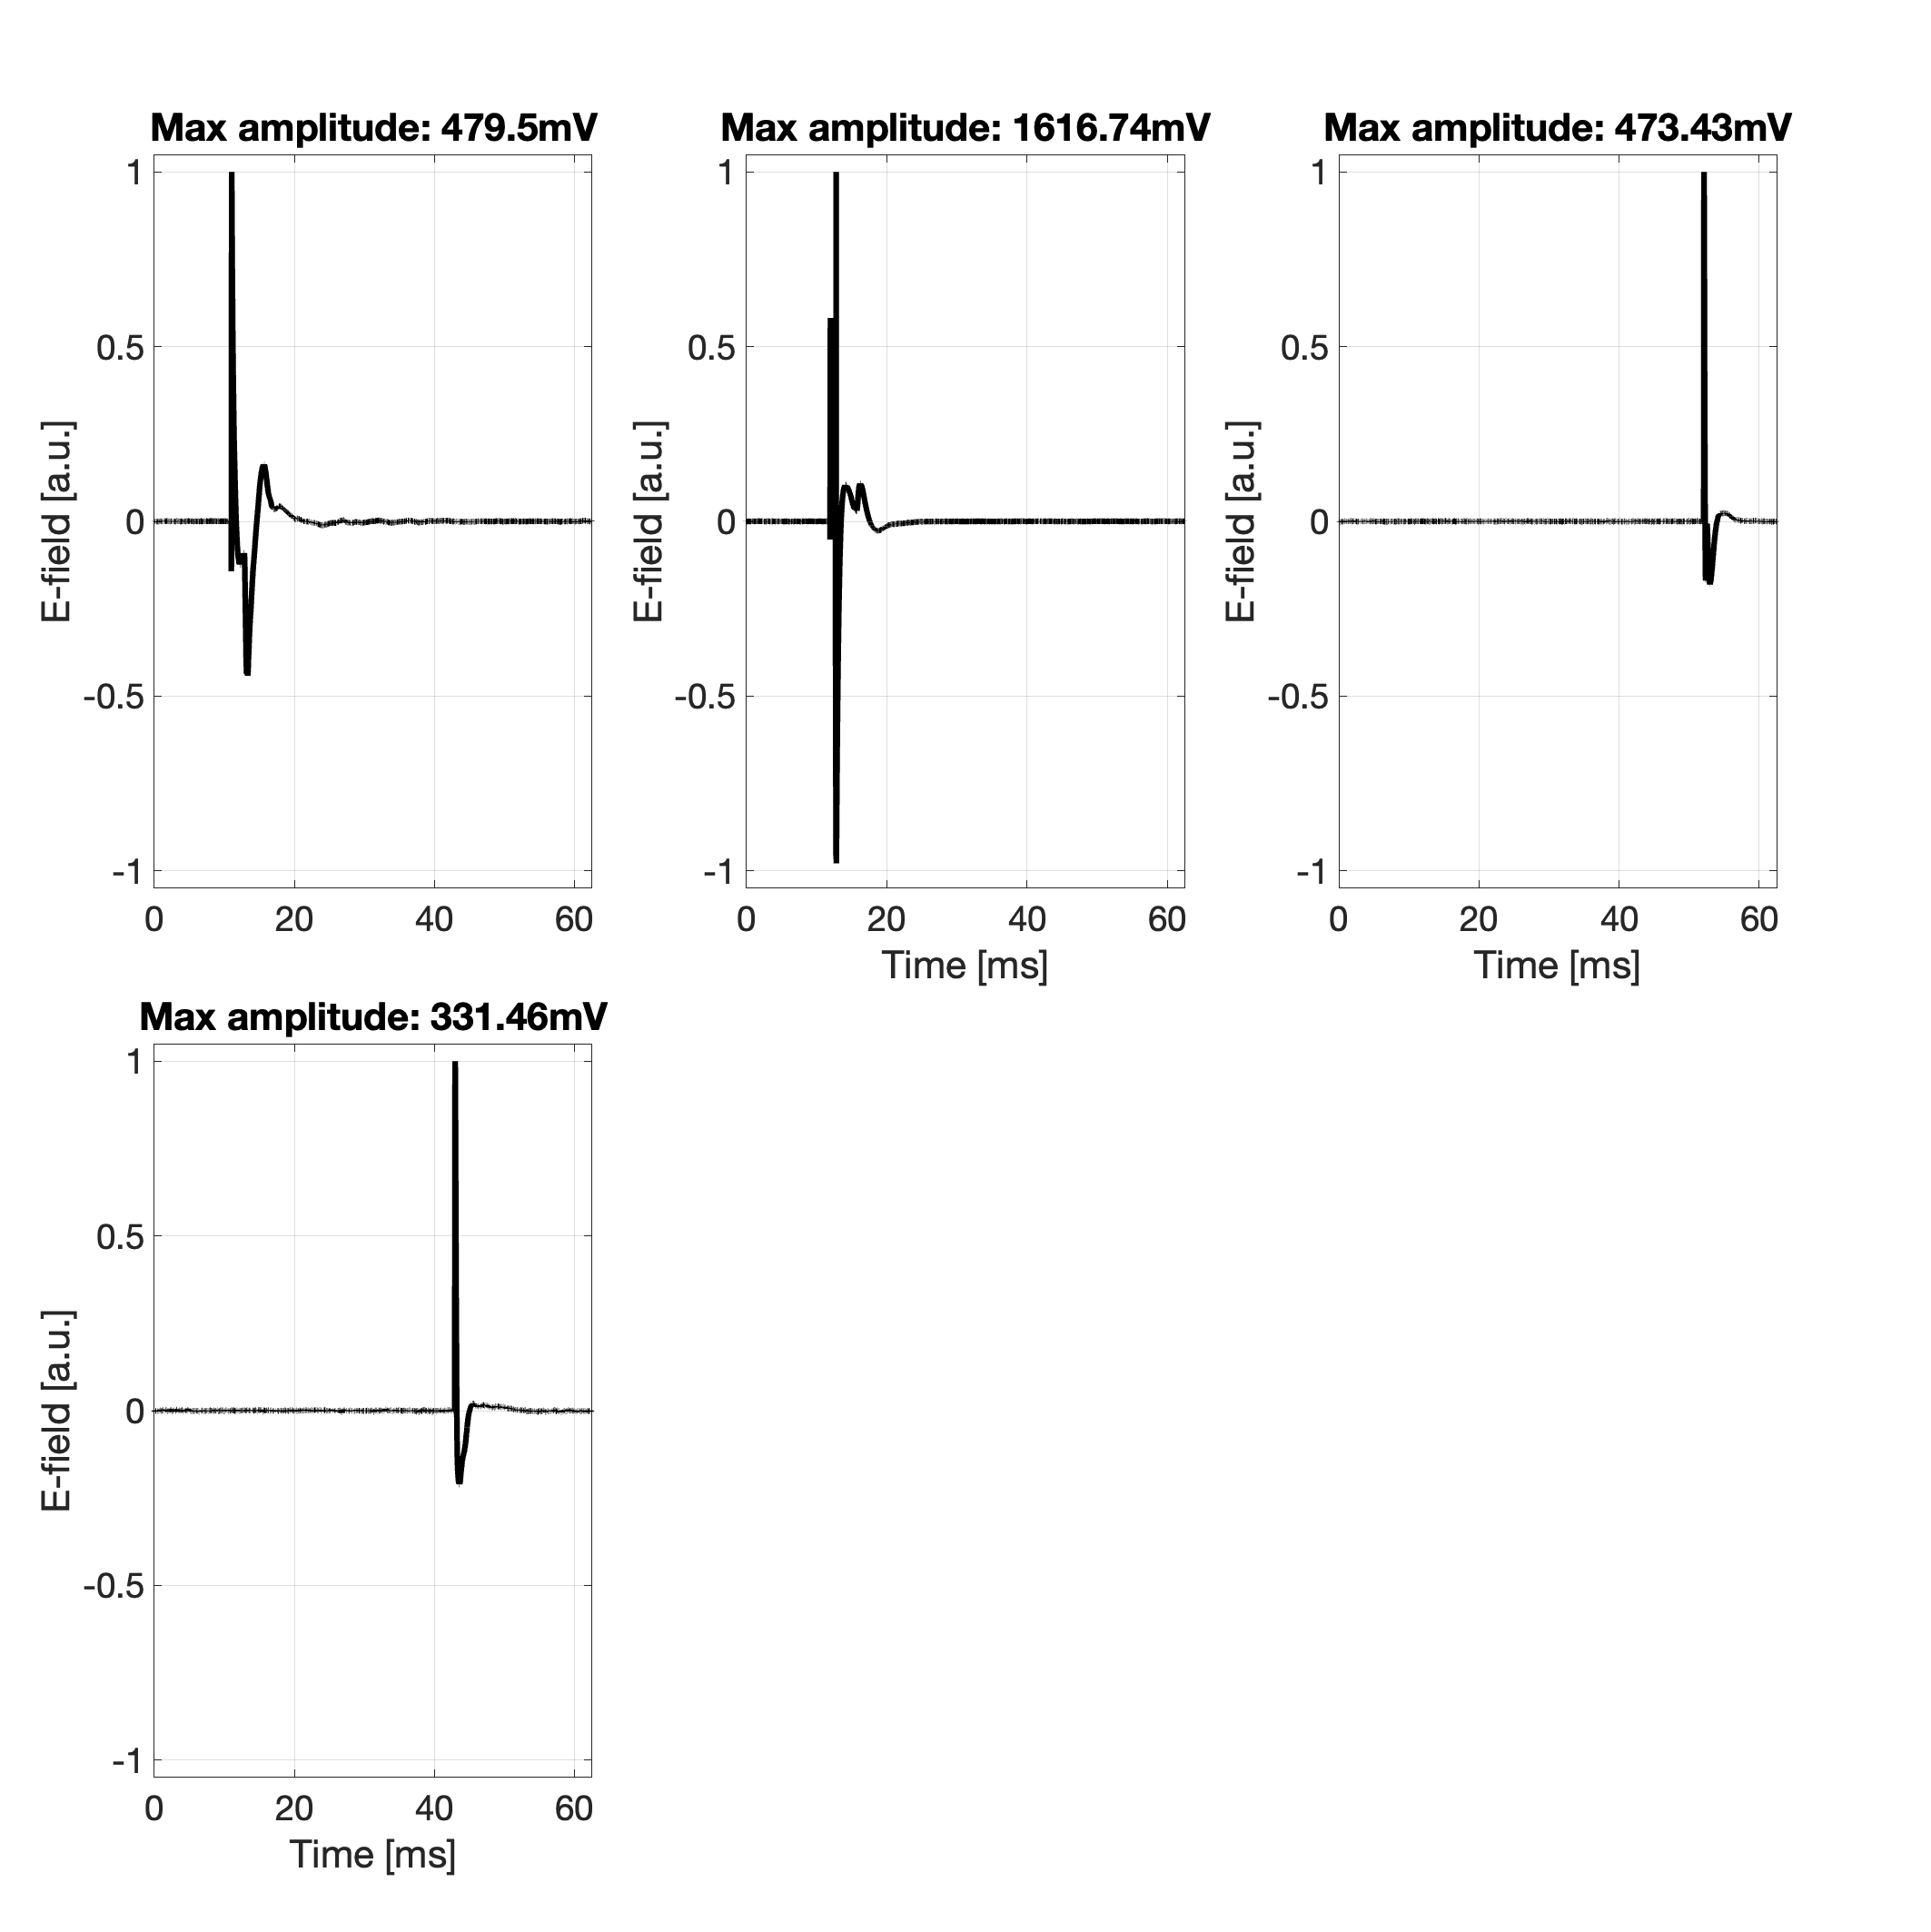 Max amplitude: 479.5mV
1
0.5
0
-0.5
-1
E-field [a.u.]
0 20 40 60
Max amplitude: 1616.74mV
1
0.5
0
-0.5
-1
E-field [a.u.]
0 20 40 60
Time [ms]
Max amplitude: 473.43mV
1
0.5
0
-0.5
-1
E-field [a.u.]
0 20 40 60
Time [ms]
Max amplitude: 331.46mV
1
0.5
0
-0.5
-1
E-field [a.u.]
0 20 40 60
Time [ms]